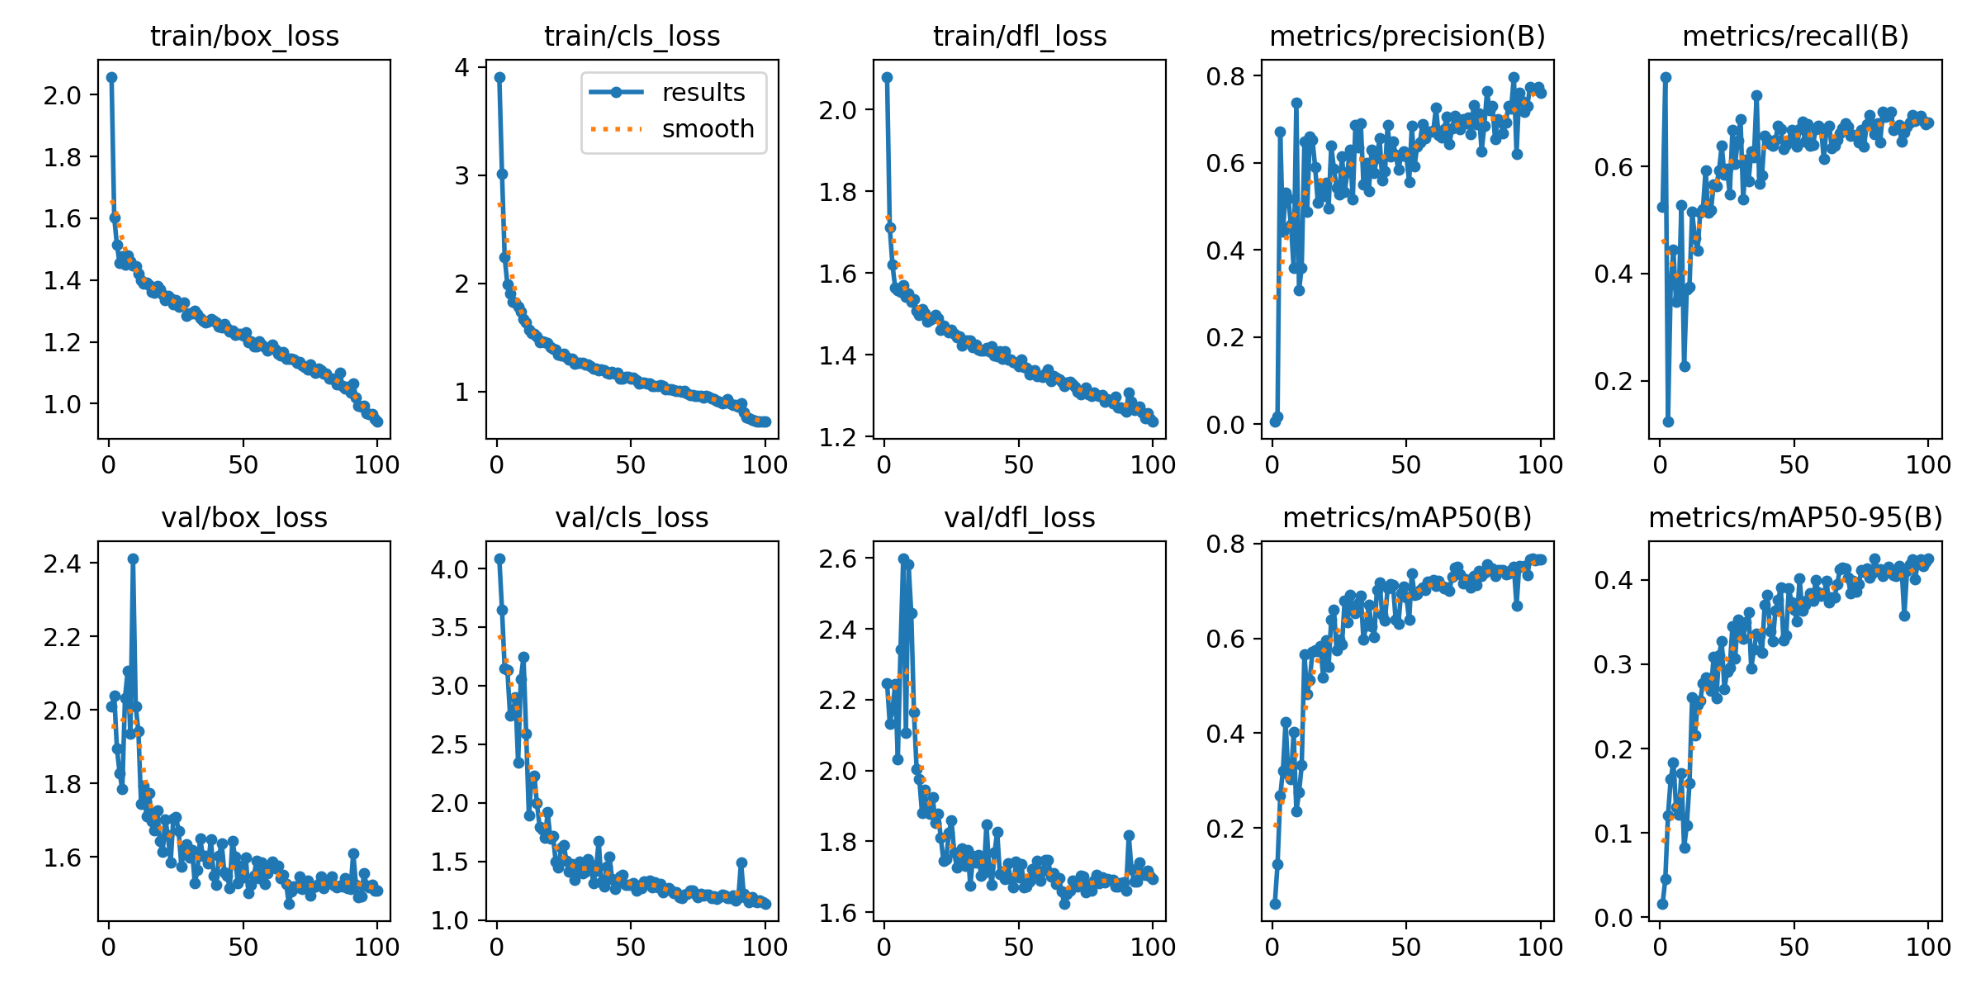 train/box_loss
2.0
1.8
1.6
1.4
1.2
1.0
0 50 100
train/cls_loss
results
smooth
4
3
2
1
0 50 100
train/dfl_loss
2.0
1.8
1.6
1.4
1.2
0 50 100
metrics/precision(B)
0.8
0.6
0.4
0.2
0.0
0 50 100
metrics/recall(B)
0.6
0.4
0.2
0 50 100
val/box_loss
2.4
2.2
2.0
1.8
1.6
0 50 100
val/cls_loss
4.0
3.5
3.0
2.5
2.0
1.5
1.0
0 50 100
val/dfl_loss
2.6
2.4
2.2
2.0
1.8
1.6
0 50 100
metrics/mAP50(B)
0.8
0.6
0.4
0.2
0 50 100
metrics/mAP50-95(B)
0.4
0.3
0.2
0.1
0.0
0 50 100